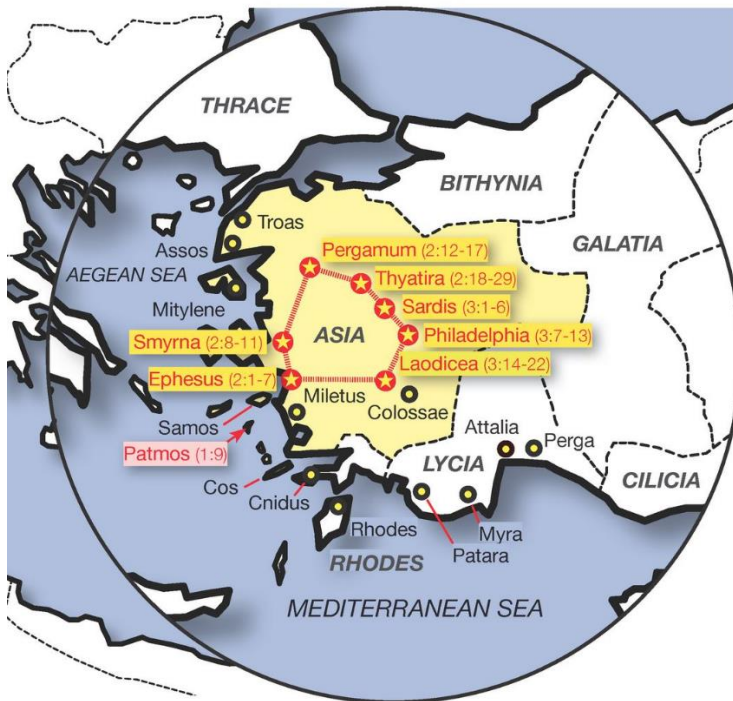 THRACE
BITHYNIA
GALATIA
Troas
Assos
Pergamum (2:12-17)
AEGEAN SEA
Thyatira (2:18-29)
Mitylene
Sardis (3:1-6)
ASIA
Philadelphia (3:7-13)
Smyrna (2:8-11)
Laodicea (3:14-22)
Ephesus (2:1-7)
Miletus
Colossae
Samos
Attalia
Perga
Patmos (1:9)
LYCIA
CILICIA
Cos
Cnidus
Rhodes
Myra
Patara
RHODES
MEDITERRANEAN SEA